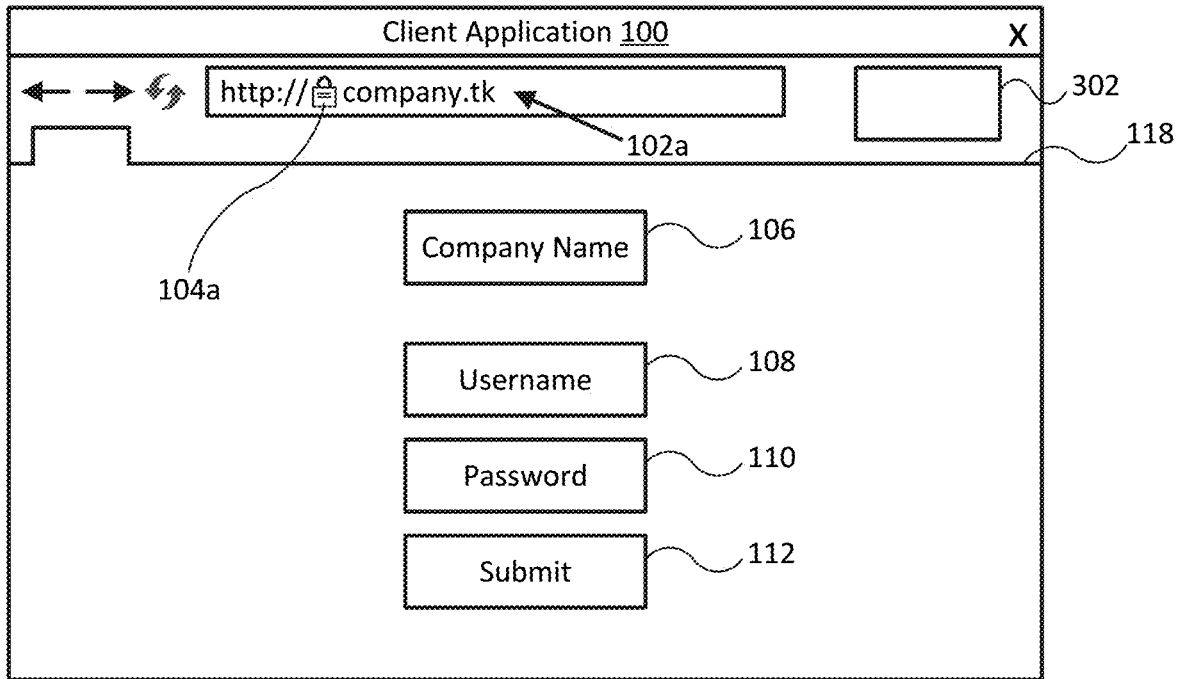 Client Application 100
X
http:// company.tk
302
102a
118
Company Name
106
104a
Username
108
Password
110
Submit
112